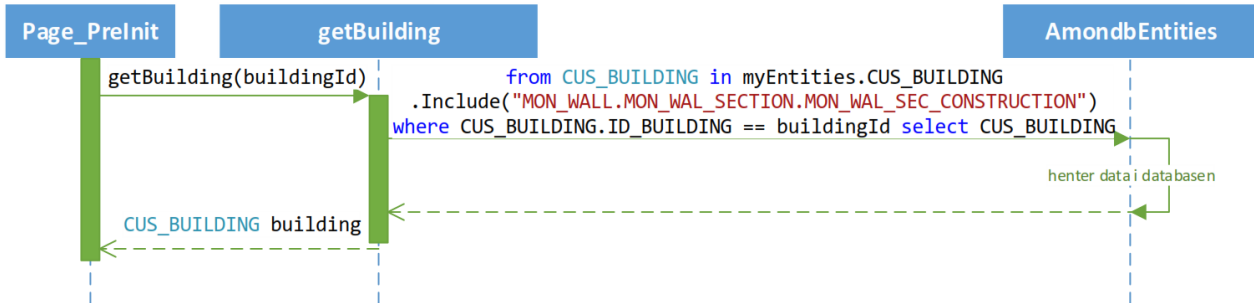 Page_PreInit
getBuilding
AmondbEntities
getBuilding(buildingId)
from CUS_BUILDING in myEntities.CUS_BUILDING
.Include("MON_WALL.MON_WAL_SECTION.MON_WAL_SEC_CONSTRUCTION")
where CUS_BUILDING.ID_BUILDING == buildingId select CUS_BUILDING
henter data i databasen
CUS_BUILDING building